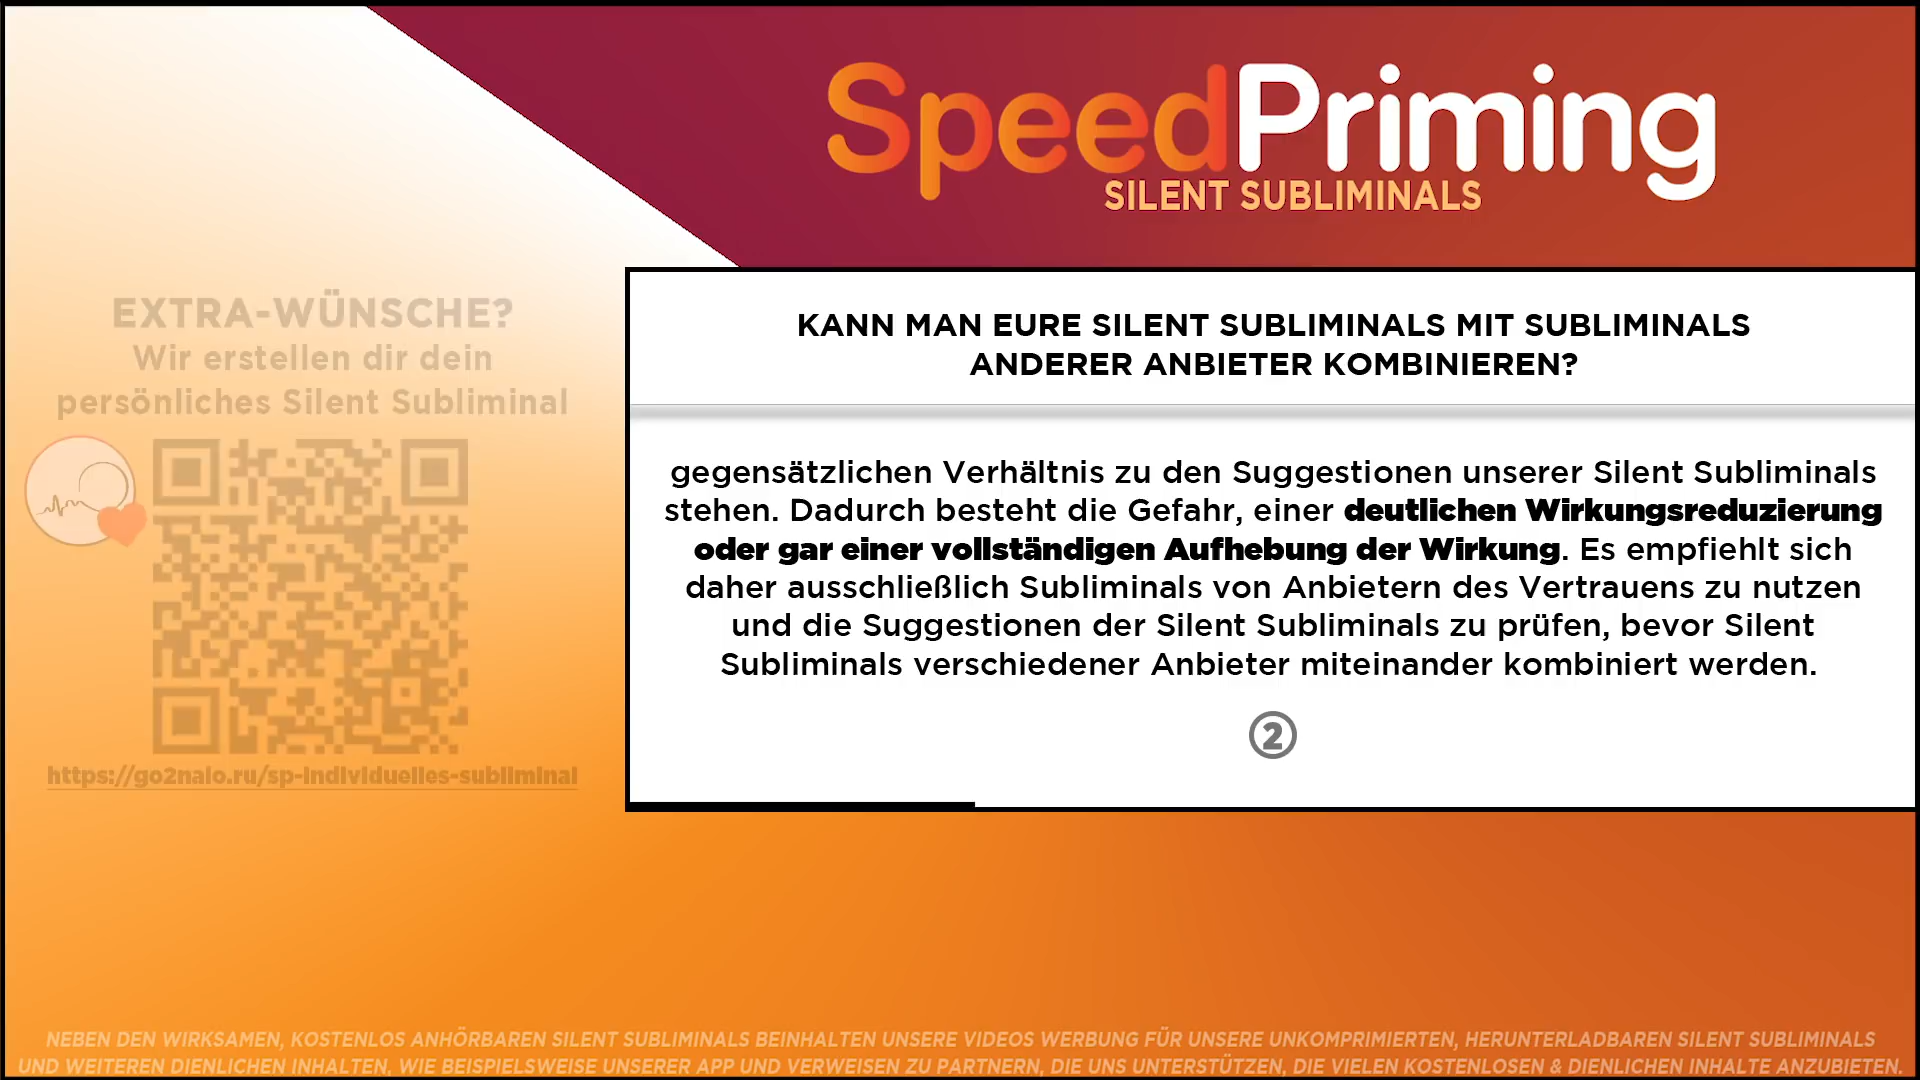 SpeedPriming
SILENT SUBLIMINALS
EXTRA-WÜNSCHE?
Wir erstellen dir dein
persönliches Silent Subliminal
https://go2nalo.ru/sp-individuelles-subliminal
KANN MAN EURE SILENT SUBLIMINALS MIT SUBLIMINALS
ANDERER ANBIETER KOMBINIEREN?
gegensätzlichen Verhältnis zu den Suggestionen unserer Silent Subliminals
stehen. Dadurch besteht die Gefahr, einer deutlichen Wirkungsreduzierung
oder gar einer vollständigen Aufhebung der Wirkung. Es empfiehlt sich
daher ausschließlich Subliminals von Anbietern des Vertrauens zu nutzen
und die Suggestionen der Silent Subliminals zu prüfen, bevor Silent
Subliminals verschiedener Anbieter miteinander kombiniert werden.
2
NEBEN DEN WIRKSAMEN, KOSTENLOS ANHÖRBAREN SILENT SUBLIMINALS BEINHALTEN UNSERE VIDEOS WERBUNG FÜR UNSERE UNKOMPRIMIERTEN, HERUNTERLADBAREN SILENT SUBLIMINALS
UND WEITEREN DIENLICHEN INHALTEN, WIE BEISPIELSWEISE UNSERER APP UND VERWEISEN ZU PARTNERN, DIE UNS UNTERSTÜTZEN, DIE VIELEN KOSTENLOSEN & DIENLICHEN INHALTE ANZUBIETEN.